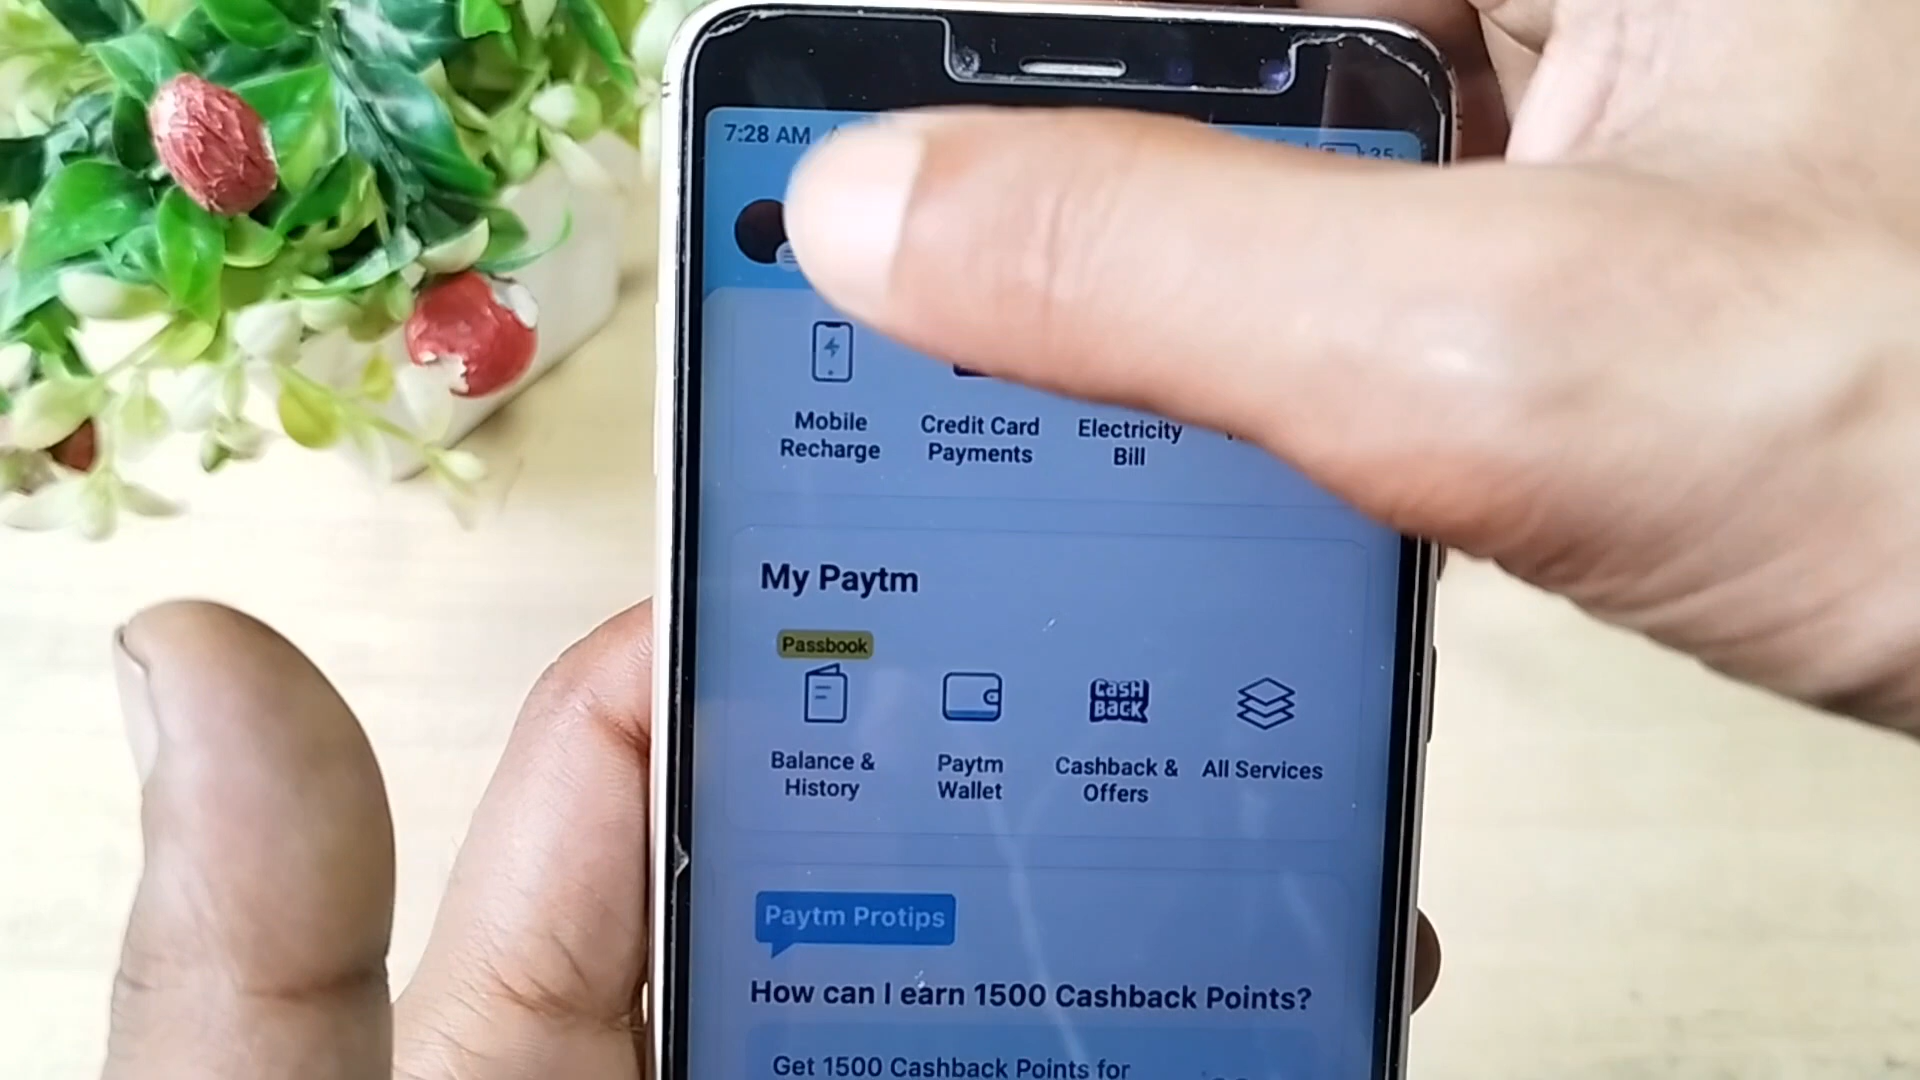 7:28 AM
35
Mobile Recharge
Credit Card Payments
Electricity Bill
My Paytm
Passbook
CASH BACK
Balance & History
Paytm Wallet
Cashback & Offers
All Services
Paytm Protips
How can I earn 1500 Cashback Points?
Get 1500 Cashback Points for